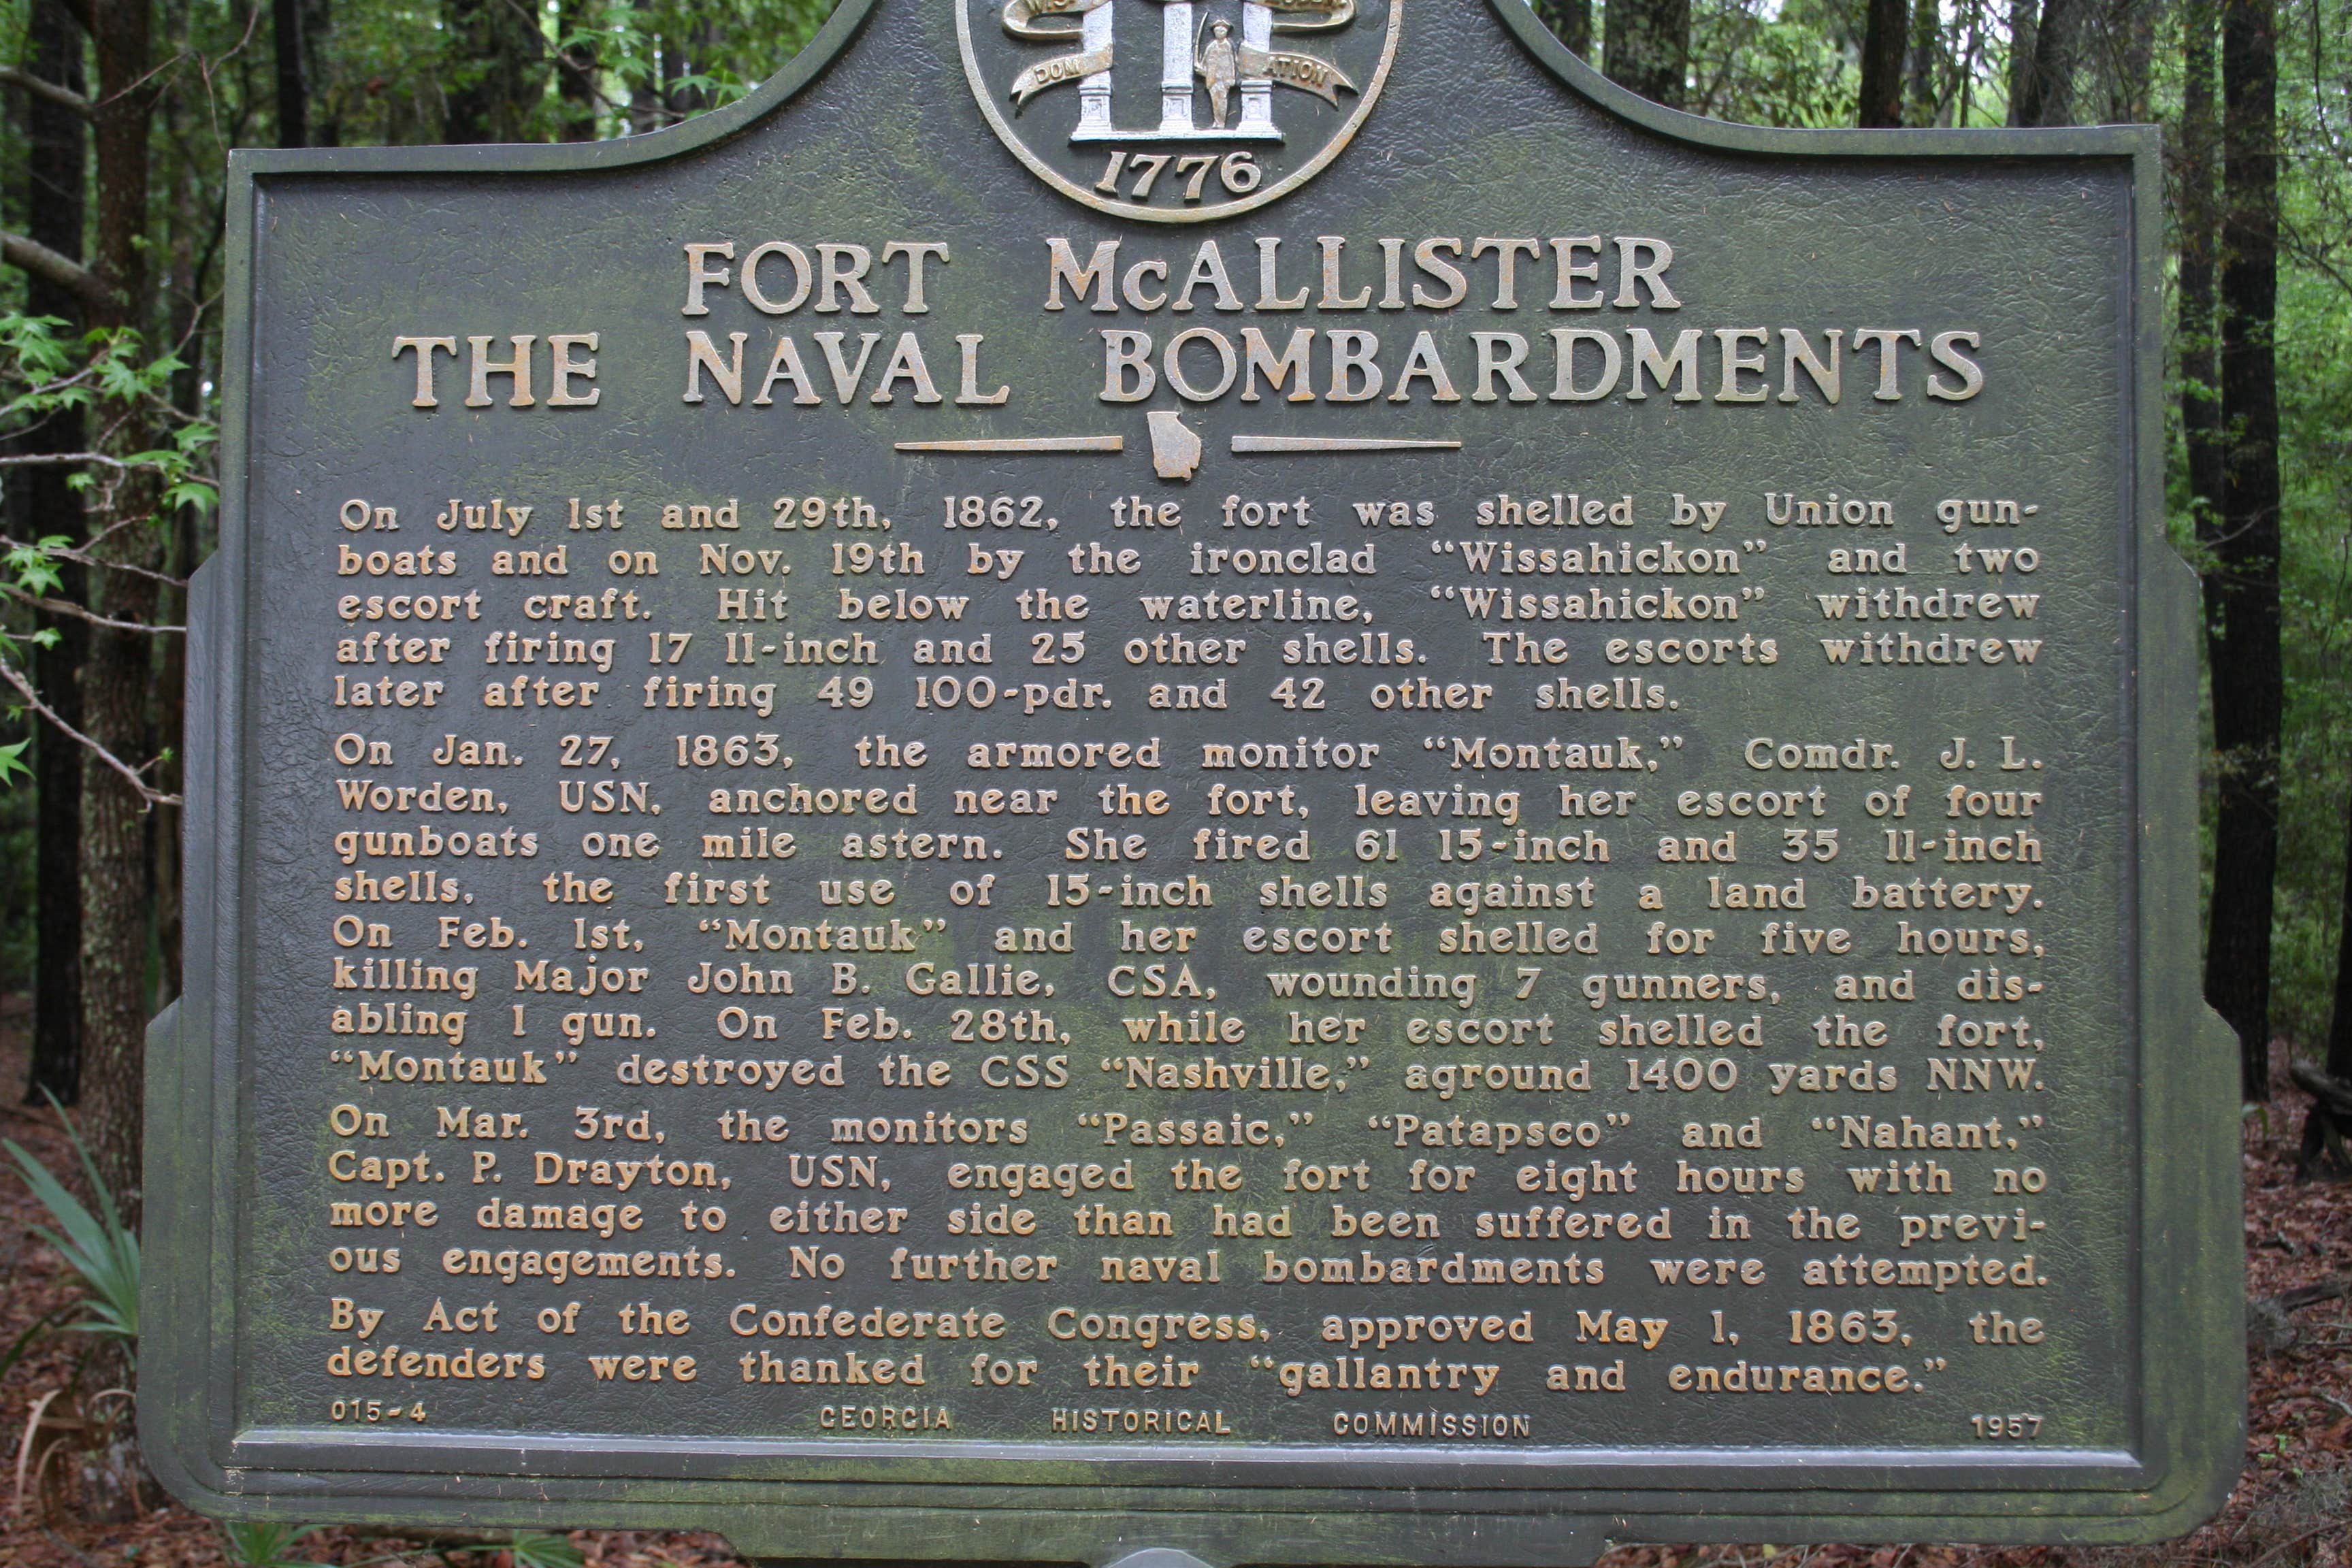 DOM ATION
1776
FORT McALLISTER
THE NAVAL BOMBARDMENTS
On July 1st and 29th, 1862, the fort was shelled by Union gun-
boats and on Nov. 19th by the ironclad “Wissahickon” and two
escort craft. Hit below the waterline, “Wissahickon” withdrew
after firing 17 11-inch and 25 other shells. The escorts withdrew
later after firing 49 100-pdr. and 42 other shells.
On Jan. 27, 1863, the armored monitor “Montauk,” Comdr. J. L.
Worden, USN, anchored near the fort, leaving her escort of four
gunboats one mile astern. She fired 61 15-inch and 35 11-inch
shells, the first use of 15-inch shells against a land battery.
On Feb. 1st, “Montauk” and her escort shelled for five hours,
killing Major John B. Gallie, CSA, wounding 7 gunners, and dis-
abling 1 gun. On Feb. 28th, while her escort shelled the fort,
“Montauk” destroyed the CSS “Nashville,” aground 1400 yards NNW.
On Mar. 3rd, the monitors “Passaic,” “Patapsco” and “Nahant,”
Capt. P. Drayton, USN, engaged the fort for eight hours with no
more damage to either side than had been suffered in the previ-
ous engagements. No further naval bombardments were attempted.
By Act of the Confederate Congress, approved May 1, 1863, the
defenders were thanked for their “gallantry and endurance.”
015-4 GEORGIA HISTORICAL COMMISSION 1957